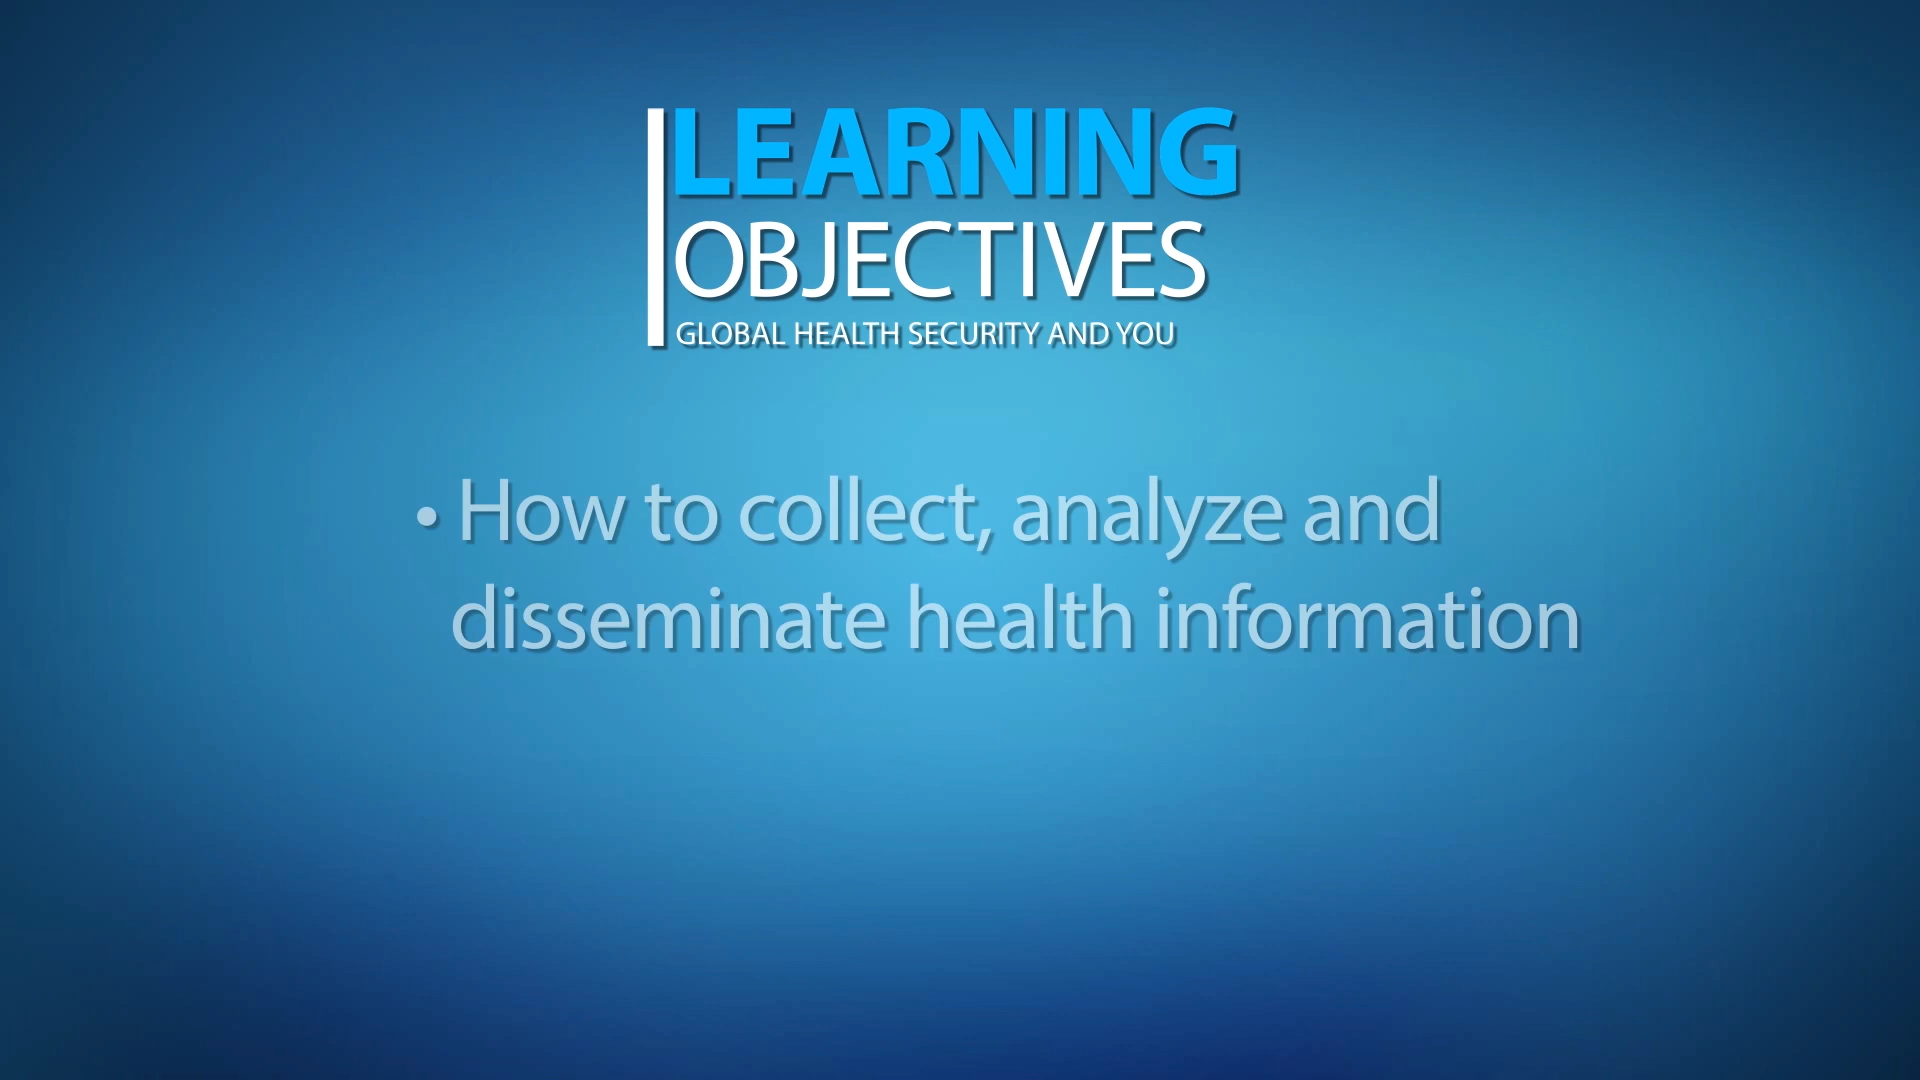 LEARNING
OBJECTIVES
GLOBAL HEALTH SECURITY AND YOU
• How to collect, analyze and
disseminate health information